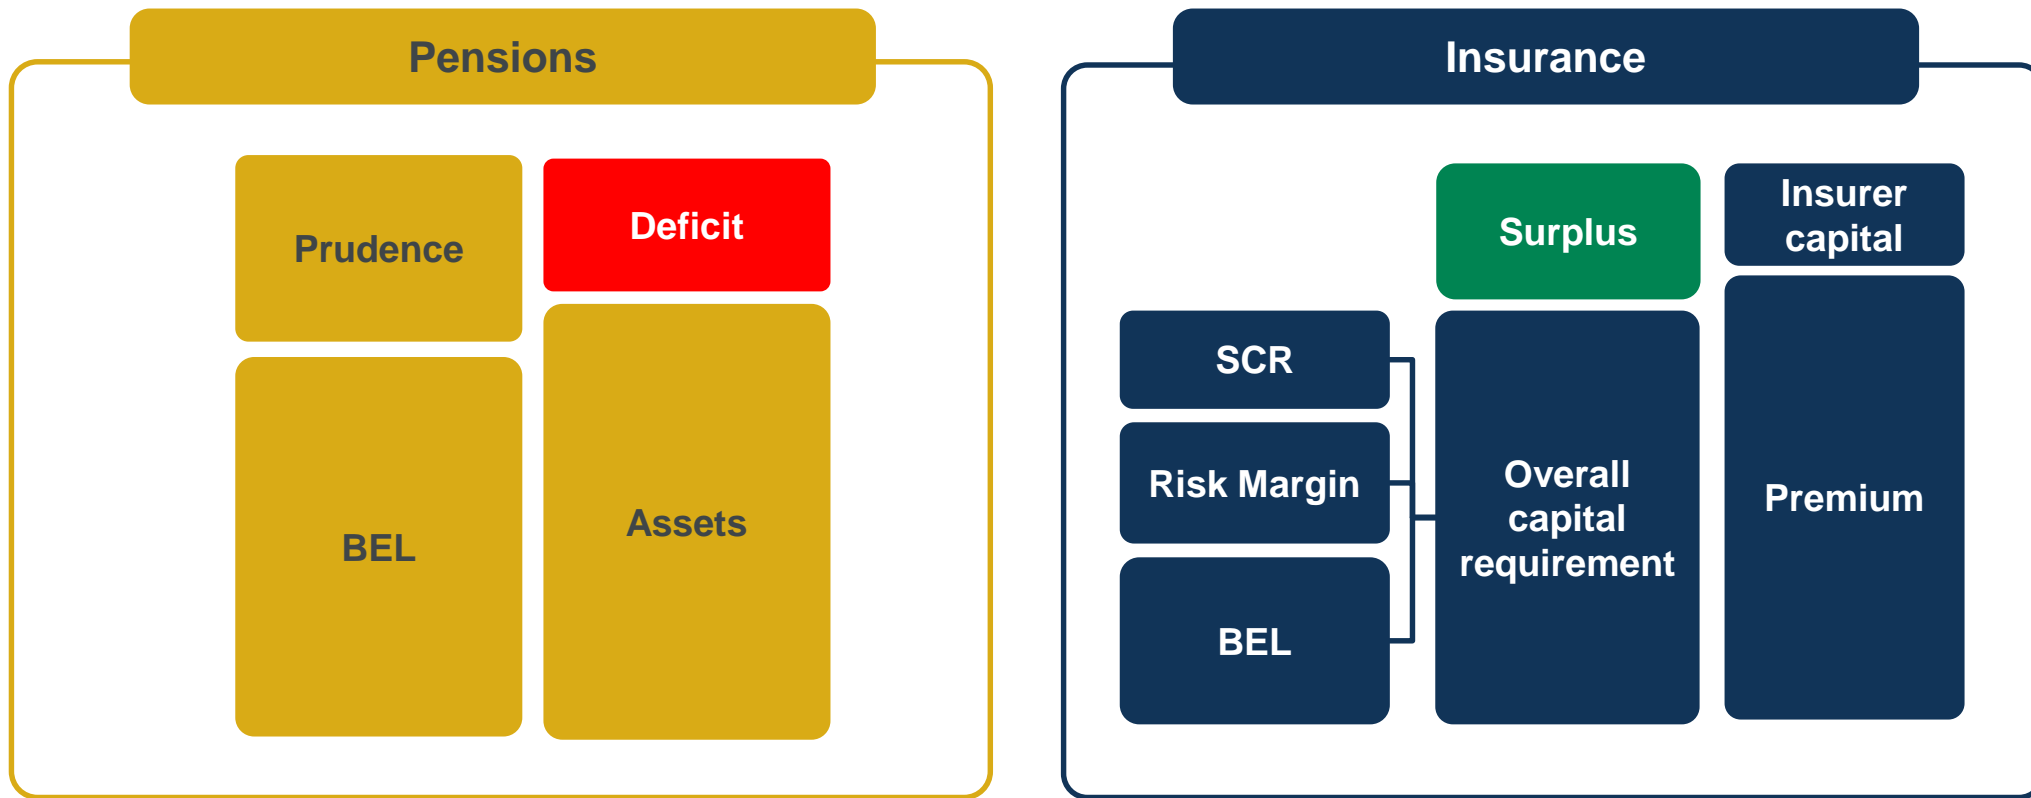 Pensions
Prudence
Deficit
BEL
Assets
Insurance
SCR
Risk Margin
BEL
Surplus
Overall
capital
requirement
Insurer
capital
Premium